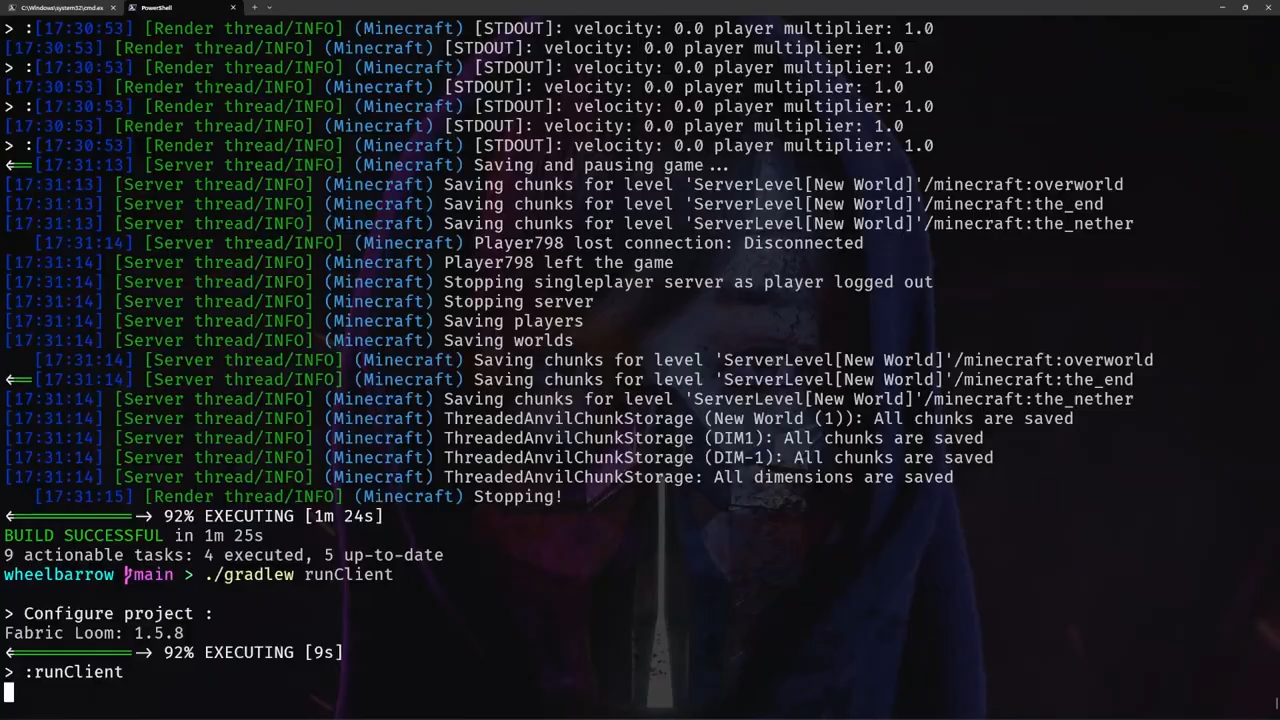 C:\Windows\system32\cmd.ex
PowerShell
> :[17:30:53] [Render thread/INFO] (Minecraft) [STDOUT]: velocity: 0.0 player multiplier: 1.0
[17:30:53] [Render thread/INFO] (Minecraft) [STDOUT]: velocity: 0.0 player multiplier: 1.0
> :[17:30:53] [Render thread/INFO] (Minecraft) [STDOUT]: velocity: 0.0 player multiplier: 1.0
[17:30:53] [Render thread/INFO] (Minecraft) [STDOUT]: velocity: 0.0 player multiplier: 1.0
> :[17:30:53] [Render thread/INFO] (Minecraft) [STDOUT]: velocity: 0.0 player multiplier: 1.0
[17:30:53] [Render thread/INFO] (Minecraft) [STDOUT]: velocity: 0.0 player multiplier: 1.0
> :[17:30:53] [Render thread/INFO] (Minecraft) [STDOUT]: velocity: 0.0 player multiplier: 1.0
<==[17:31:13] [Server thread/INFO] (Minecraft) Saving and pausing game...
[17:31:13] [Server thread/INFO] (Minecraft) Saving chunks for level 'ServerLevel[New World]'/minecraft:overworld
[17:31:13] [Server thread/INFO] (Minecraft) Saving chunks for level 'ServerLevel[New World]'/minecraft:the_end
[17:31:13] [Server thread/INFO] (Minecraft) Saving chunks for level 'ServerLevel[New World]'/minecraft:the_nether
[17:31:14] [Server thread/INFO] (Minecraft) Player798 lost connection: Disconnected
[17:31:14] [Server thread/INFO] (Minecraft) Player798 left the game
[17:31:14] [Server thread/INFO] (Minecraft) Stopping singleplayer server as player logged out
[17:31:14] [Server thread/INFO] (Minecraft) Stopping server
[17:31:14] [Server thread/INFO] (Minecraft) Saving players
[17:31:14] [Server thread/INFO] (Minecraft) Saving worlds
[17:31:14] [Server thread/INFO] (Minecraft) Saving chunks for level 'ServerLevel[New World]'/minecraft:overworld
<==[17:31:14] [Server thread/INFO] (Minecraft) Saving chunks for level 'ServerLevel[New World]'/minecraft:the_end
[17:31:14] [Server thread/INFO] (Minecraft) Saving chunks for level 'ServerLevel[New World]'/minecraft:the_nether
[17:31:14] [Server thread/INFO] (Minecraft) ThreadedAnvilChunkStorage (New World (1)): All chunks are saved
[17:31:14] [Server thread/INFO] (Minecraft) ThreadedAnvilChunkStorage (DIM1): All chunks are saved
[17:31:14] [Server thread/INFO] (Minecraft) ThreadedAnvilChunkStorage (DIM-1): All chunks are saved
[17:31:14] [Server thread/INFO] (Minecraft) ThreadedAnvilChunkStorage: All dimensions are saved
[17:31:15] [Render thread/INFO] (Minecraft) Stopping!
<============-> 92% EXECUTING [1m 24s]
BUILD SUCCESSFUL in 1m 25s
9 actionable tasks: 4 executed, 5 up-to-date
wheelbarrow main > ./gradlew runClient
> Configure project :
Fabric Loom: 1.5.8
<============-> 92% EXECUTING [9s]
> :runClient